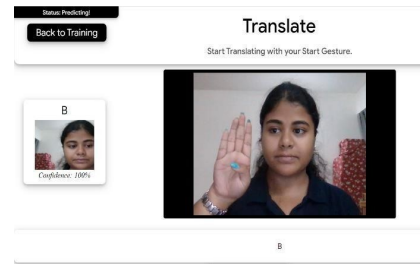 Status: Predicting!
Back to Training
Translate
Start Translating with your Start Gesture.
B
Confidence: 100%
B